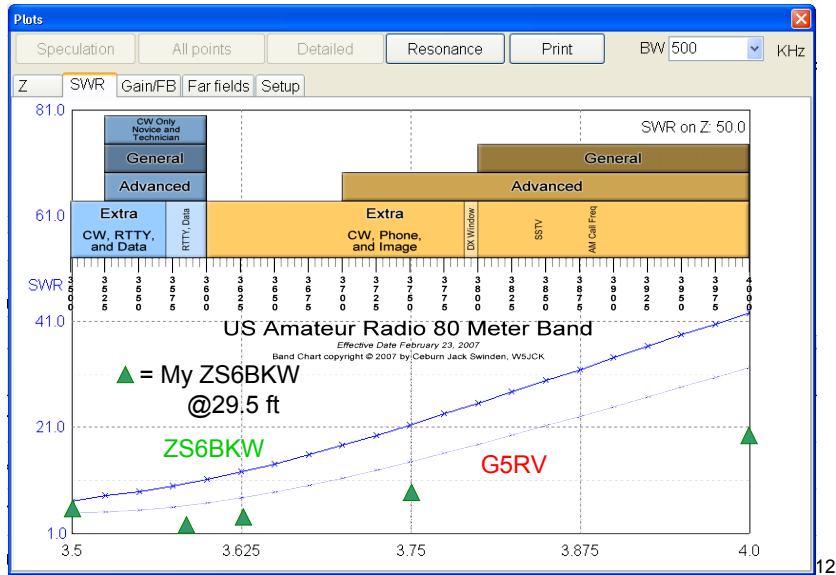 Plots
Speculation All points Detailed Resonance Print BW 500 KHz
Z SWR Gain/FB Far fields Setup
81.0
SWR on Z: 50.0
CW Only
Novice and
Technician
General General
Advanced Advanced
61.0
Extra
CW, RTTY,
and Data
RTTY, Data
Extra
CW, Phone,
and Image
DX Window
SSTV
AM Call Freq
SWR
3500 3525 3550 3575 3600 3625 3650 3675 3700 3725 3750 3775 3800 3825 3850 3875 3900 3925 3950 3975 4000
41.0
US Amateur Radio 80 Meter Band
Effective Date February 23, 2007
Band Chart copyright © 2007 by Ceburn Jack Swinden, W5JCK
= My ZS6BKW
@29.5 ft
21.0
ZS6BKW
G5RV
1.0
3.5 3.625 3.75 3.875 4.0
12